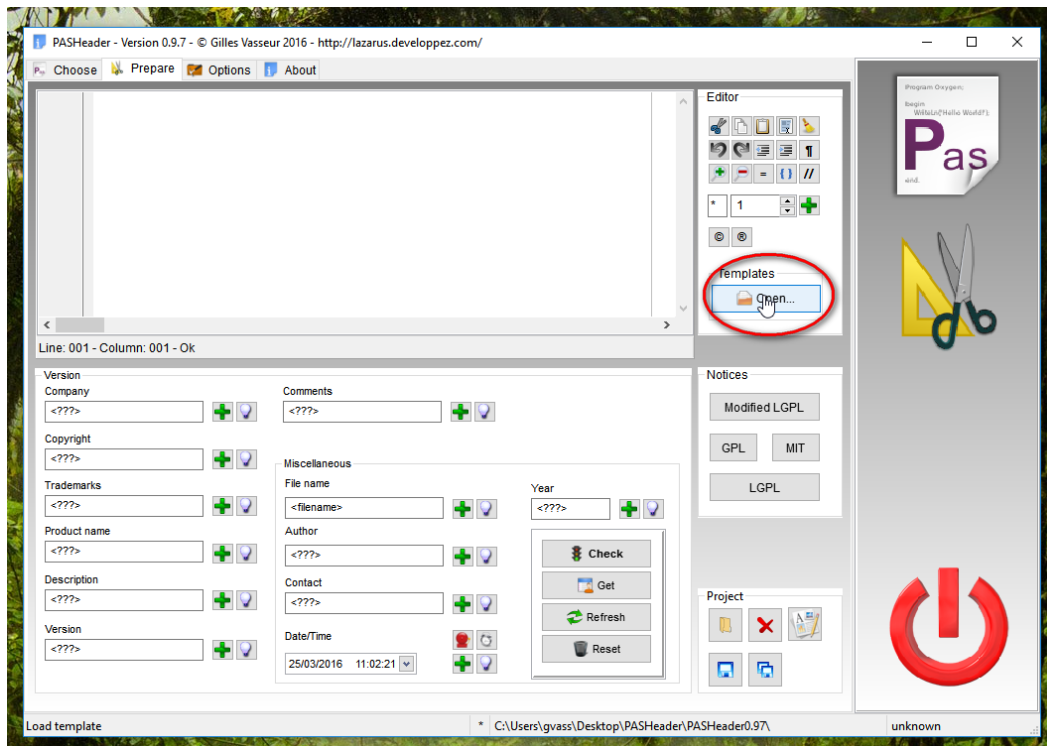 PASHeader - Version 0.9.7 - © Gilles Vasseur 2016 - http://lazarus.developpez.com/
Choose Prepare Options About
Editor
Program Oxygen;
begin
WriteLn("Hello World!");
end.
Pas
= { } //
* 1
© ®
Templates
Open...
Line: 001 - Column: 001 - Ok
Version
Company
<???>
Copyright
<???>
Trademarks
<???>
Product name
<???>
Description
<???>
Version
<???>
Comments
<???>
Miscellaneous
File name
<filename>
Author
<???>
Contact
<???>
Date/Time
25/03/2016 11:02:21
Year
<???>
Check
Get
Refresh
Reset
Notices
Modified LGPL
GPL MIT
LGPL
Project
Load template * C:\Users\gvass\Desktop\PASHeader\PASHeader0.97\ unknown